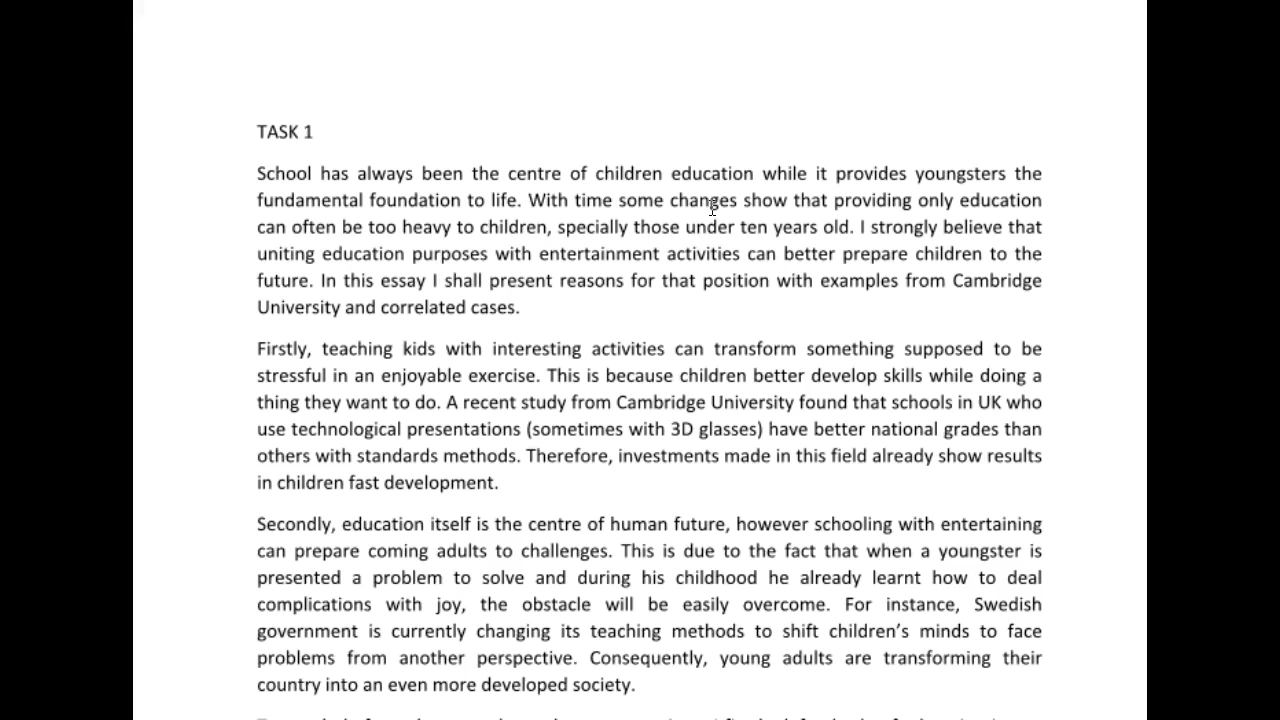 TASK 1
School has always been the centre of children education while it provides youngsters the
fundamental foundation to life. With time some changes show that providing only education
can often be too heavy to children, specially those under ten years old. I strongly believe that
uniting education purposes with entertainment activities can better prepare children to the
future. In this essay I shall present reasons for that position with examples from Cambridge
University and correlated cases.
Firstly, teaching kids with interesting activities can transform something supposed to be
stressful in an enjoyable exercise. This is because children better develop skills while doing a
thing they want to do. A recent study from Cambridge University found that schools in UK who
use technological presentations (sometimes with 3D glasses) have better national grades than
others with standards methods. Therefore, investments made in this field already show results
in children fast development.
Secondly, education itself is the centre of human future, however schooling with entertaining
can prepare coming adults to challenges. This is due to the fact that when a youngster is
presented a problem to solve and during his childhood he already learnt how to deal
complications with joy, the obstacle will be easily overcome. For instance, Swedish
government is currently changing its teaching methods to shift children's minds to face
problems from another perspective. Consequently, young adults are transforming their
country into an even more developed society.